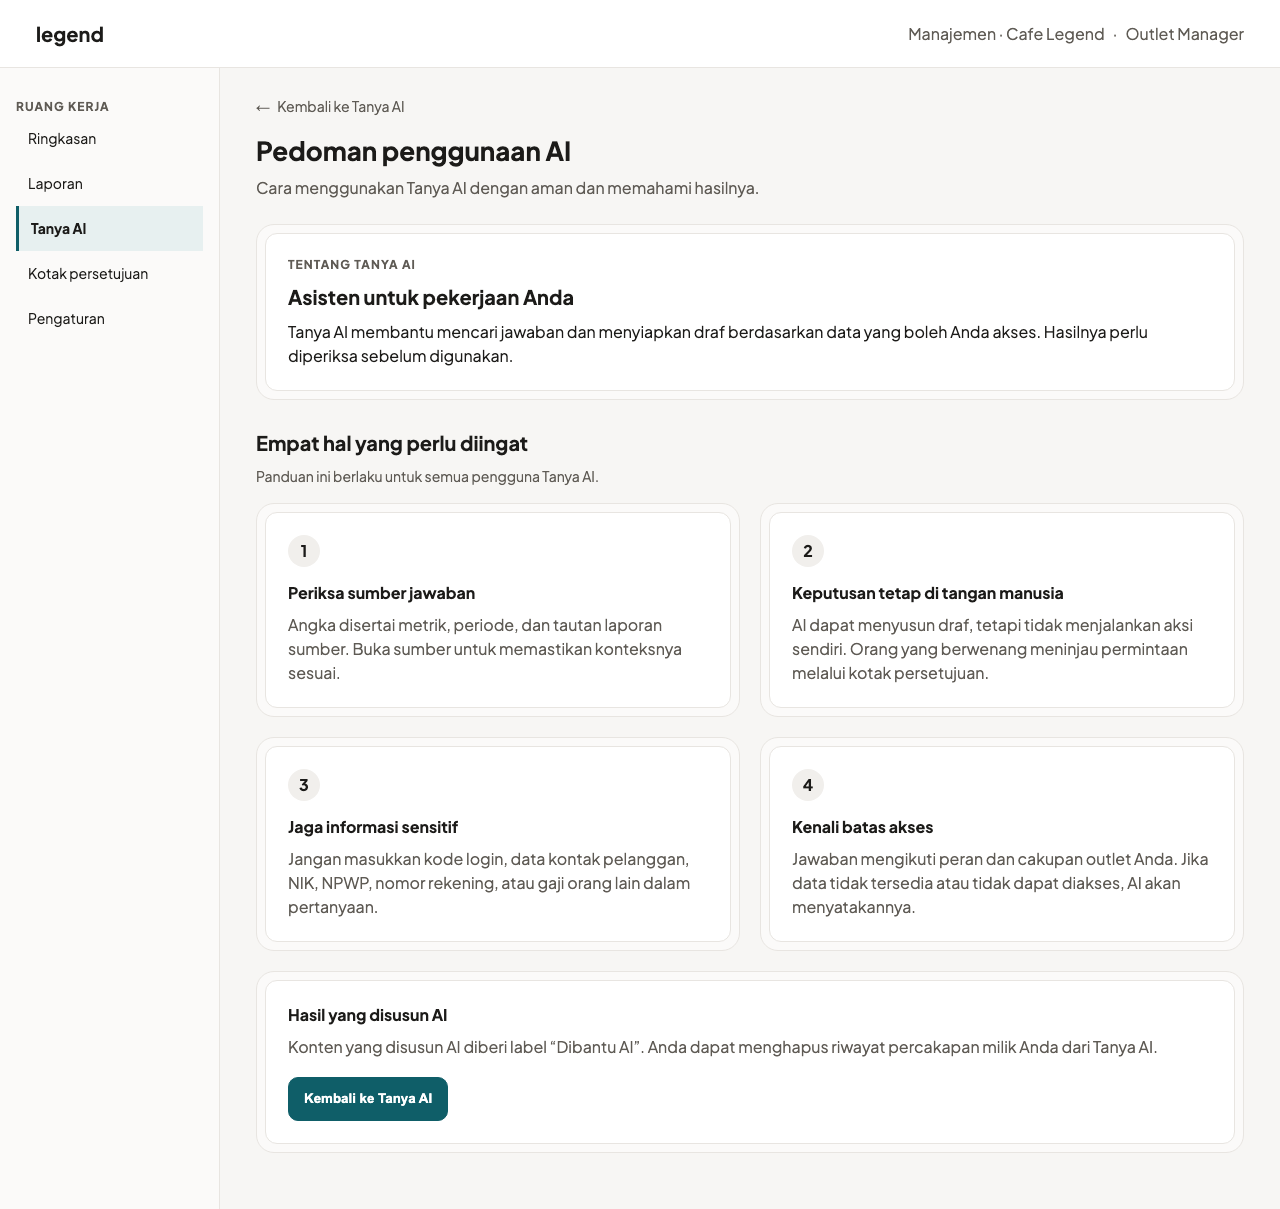 legend
Manajemen · Cafe Legend · Outlet Manager
RUANG KERJA
Ringkasan
Laporan
Tanya AI
Kotak persetujuan
Pengaturan
← Kembali ke Tanya AI
Pedoman penggunaan AI
Cara menggunakan Tanya AI dengan aman dan memahami hasilnya.
TENTANG TANYA AI
Asisten untuk pekerjaan Anda
Tanya AI membantu mencari jawaban dan menyiapkan draf berdasarkan data yang boleh Anda akses. Hasilnya perlu
diperiksa sebelum digunakan.
Empat hal yang perlu diingat
Panduan ini berlaku untuk semua pengguna Tanya AI.
1
Periksa sumber jawaban
Angka disertai metrik, periode, dan tautan laporan
sumber. Buka sumber untuk memastikan konteksnya
sesuai.
2
Keputusan tetap di tangan manusia
AI dapat menyusun draf, tetapi tidak menjalankan aksi
sendiri. Orang yang berwenang meninjau permintaan
melalui kotak persetujuan.
3
Jaga informasi sensitif
Jangan masukkan kode login, data kontak pelanggan,
NIK, NPWP, nomor rekening, atau gaji orang lain dalam
pertanyaan.
4
Kenali batas akses
Jawaban mengikuti peran dan cakupan outlet Anda. Jika
data tidak tersedia atau tidak dapat diakses, AI akan
menyatakannya.
Hasil yang disusun AI
Konten yang disusun AI diberi label “Dibantu AI”. Anda dapat menghapus riwayat percakapan milik Anda dari Tanya AI.
Kembali ke Tanya AI